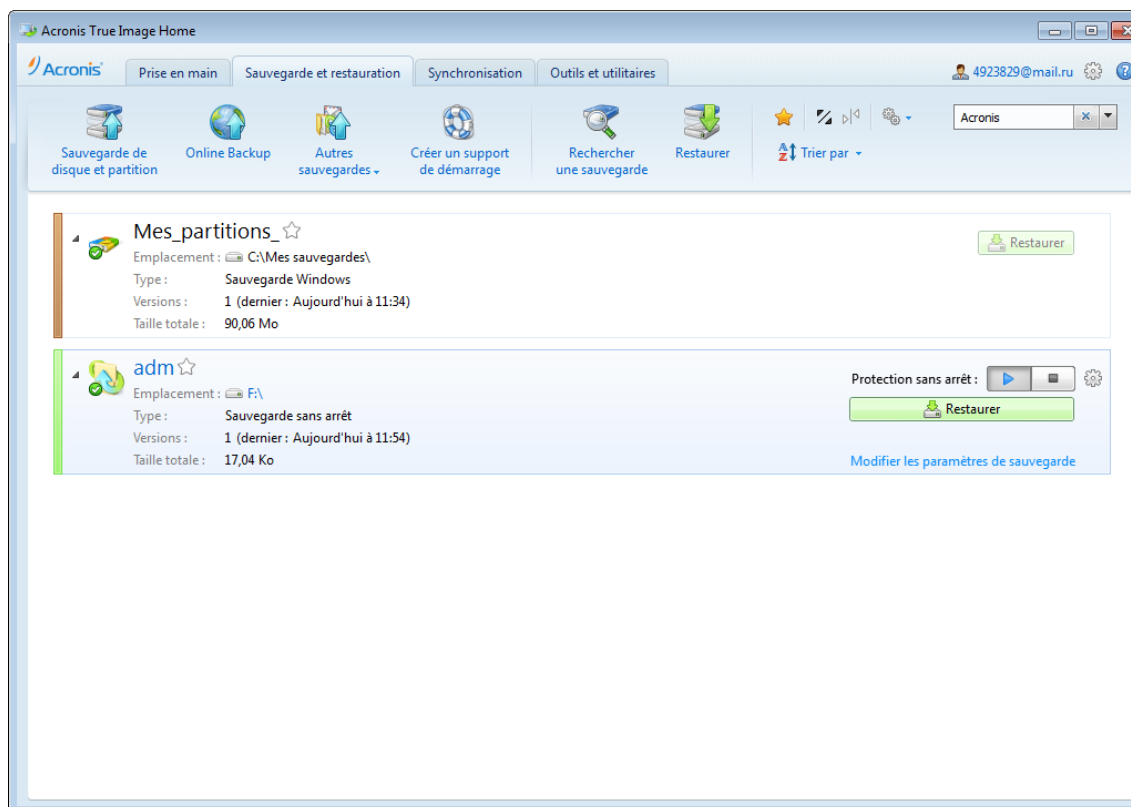 Acronis True Image Home
Acronis
Prise en main
Sauvegarde et restauration
Synchronisation
Outils et utilitaires
4923829@mail.ru
Sauvegarde de
disque et partition
Online Backup
Autres
sauvegardes
Créer un support
de démarrage
Rechercher
une sauvegarde
Restaurer
Trier par
Acronis
Mes_partitions_
Restaurer
Emplacement : C:\Mes sauvegardes\
Type : Sauvegarde Windows
Versions : 1 (dernier : Aujourd'hui à 11:34)
Taille totale : 90,06 Mo
adm
Protection sans arrêt :
Emplacement : F:\
Restaurer
Type : Sauvegarde sans arrêt
Versions : 1 (dernier : Aujourd'hui à 11:54)
Taille totale : 17,04 Ko
Modifier les paramètres de sauvegarde